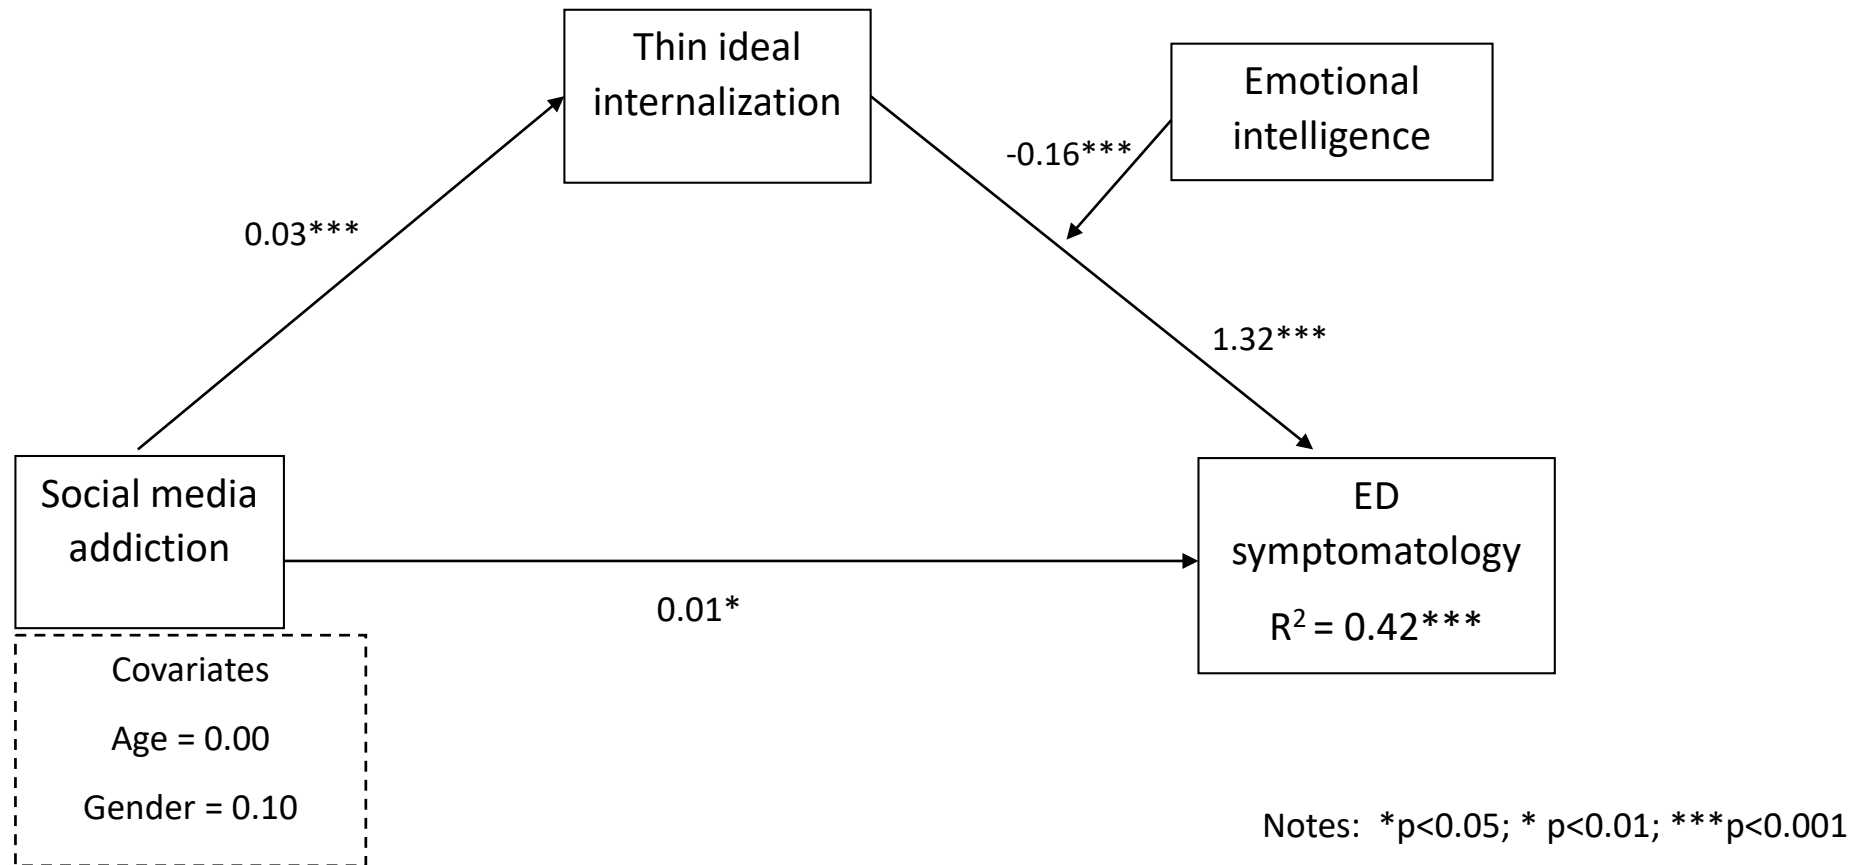 Thin ideal
internalization
Emotional
intelligence
-0.16***
0.03***
1.32***
Social media
addiction
ED
symptomatology
R² = 0.42***
0.01*
Covariates
Age = 0.00
Gender = 0.10
Notes: *p<0.05; * p<0.01; ***p<0.001